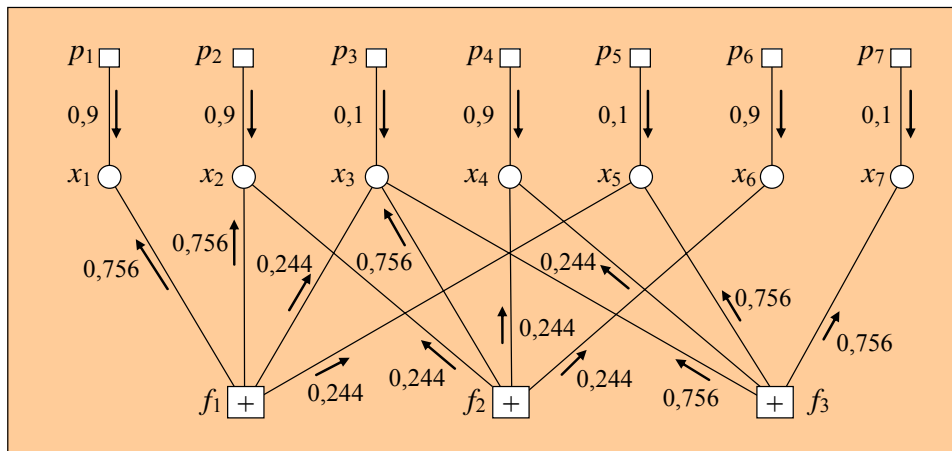 p1 p2 p3 p4 p5 p6 p7
0,9 0,9 0,1 0,9 0,1 0,9 0,1
x1 x2 x3 x4 x5 x6 x7
0,756 0,756 0,244 0,756 0,244 0,756 0,756
0,244 0,244 0,244 0,244 0,756
f1 + f2 + + f3